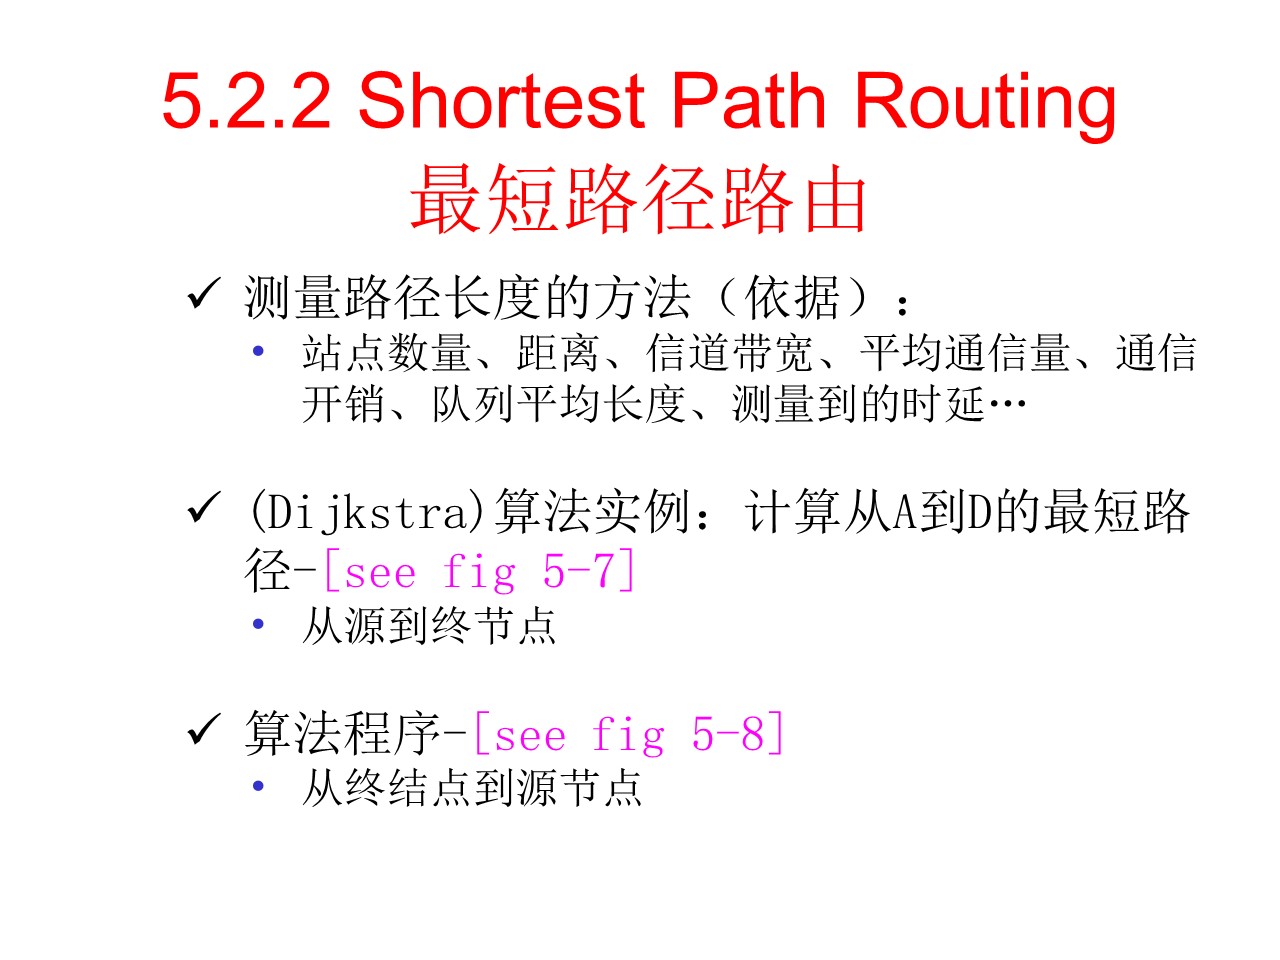 5.2.2 Shortest Path Routing
最短路径路由
✓ 测量路径长度的方法（依据）：
• 站点数量、距离、信道带宽、平均通信量、通信
开销、队列平均长度、测量到的时延…
✓ (Dijkstra)算法实例：计算从A到D的最短路
径-[see fig 5-7]
• 从源到终节点
✓ 算法程序-[see fig 5-8]
• 从终结点到源节点